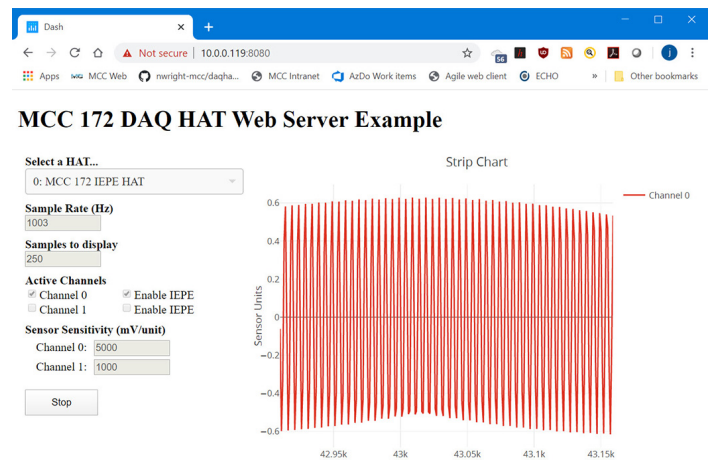 Dash
Not secure | 10.0.0.119:8080
56
Apps MCC Web nwright-mcc/daqha... MCC Intranet AzDo Work items Agile web client ECHO » Other bookmarks
MCC 172 DAQ HAT Web Server Example
Select a HAT...
0: MCC 172 IEPE HAT
Sample Rate (Hz)
1003
Samples to display
250
Active Channels
Channel 0 Enable IEPE
Channel 1 Enable IEPE
Sensor Sensitivity (mV/unit)
Channel 0: 5000
Channel 1: 1000
Stop
Strip Chart
Channel 0
Sensor Units
0.6
0.4
0.2
0
−0.2
−0.4
−0.6
42.95k 43k 43.05k 43.1k 43.15k